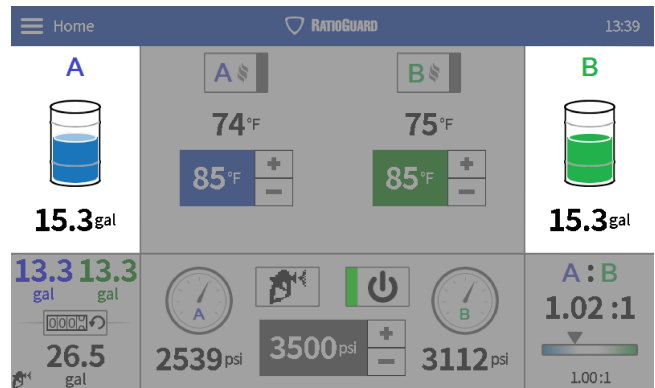 Home
RATIOGUARD
13:39
A
15.3gal
A
B
74°F
75°F
85°F
+
−
85°F
+
−
B
15.3gal
13.3 13.3
gal gal
26.5
gal
A
2539psi
3500psi
+
−
B
3112psi
A:B
1.02 :1
1.00:1